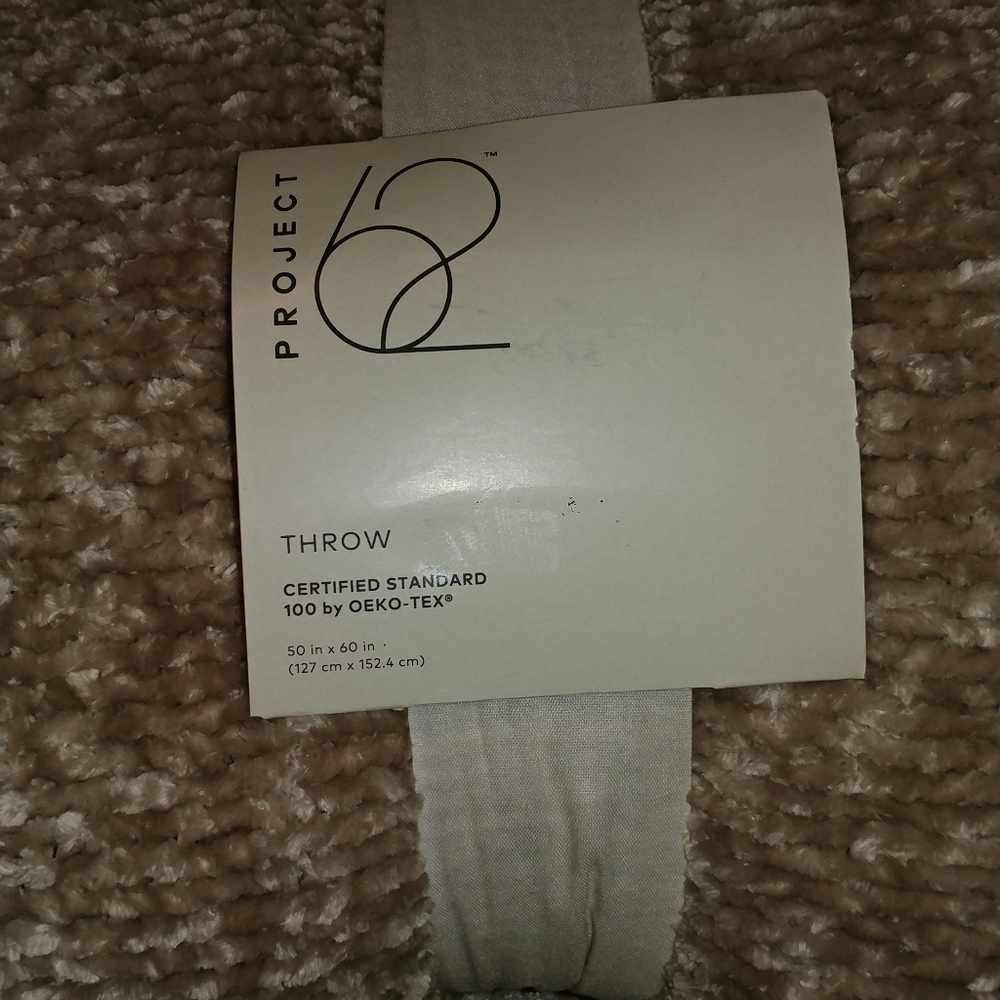 PROJECT
62™
THROW
CERTIFIED STANDARD
100 by OEKO-TEX®
50 in x 60 in
(127 cm x 152.4 cm)